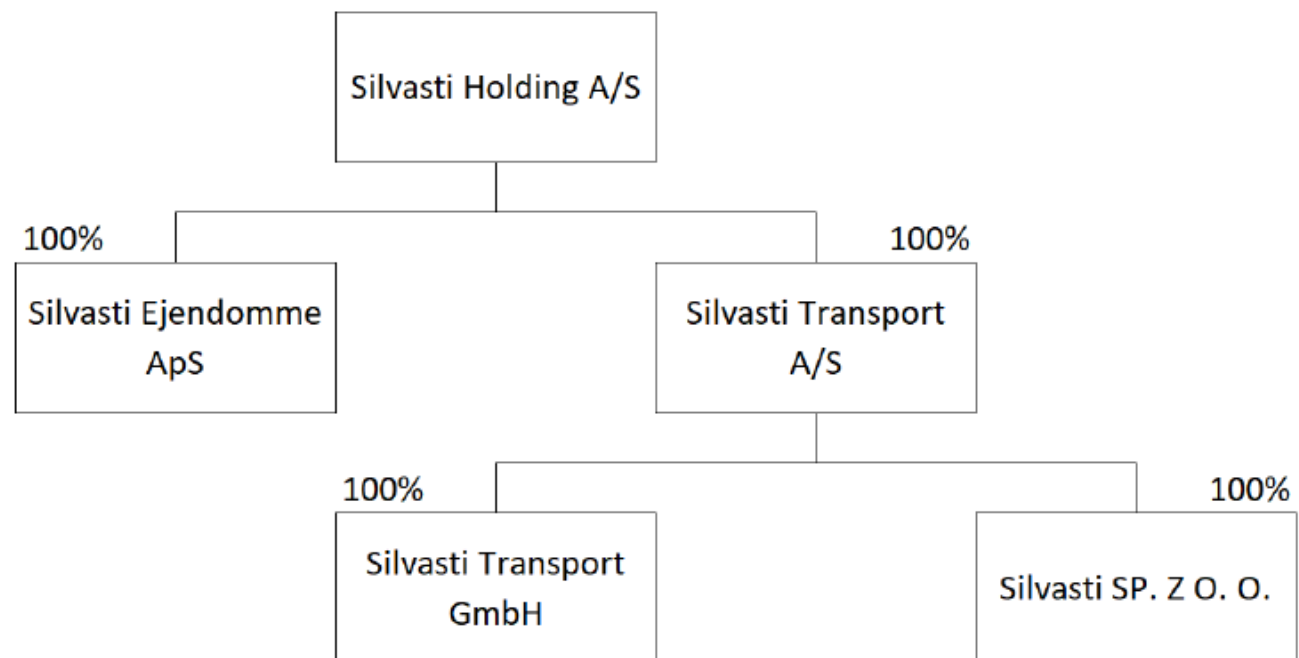 Silvasti Holding A/S
100%
100%
Silvasti Ejendomme
ApS
Silvasti Transport
A/S
100%
100%
Silvasti Transport
GmbH
Silvasti SP. Z O. O.